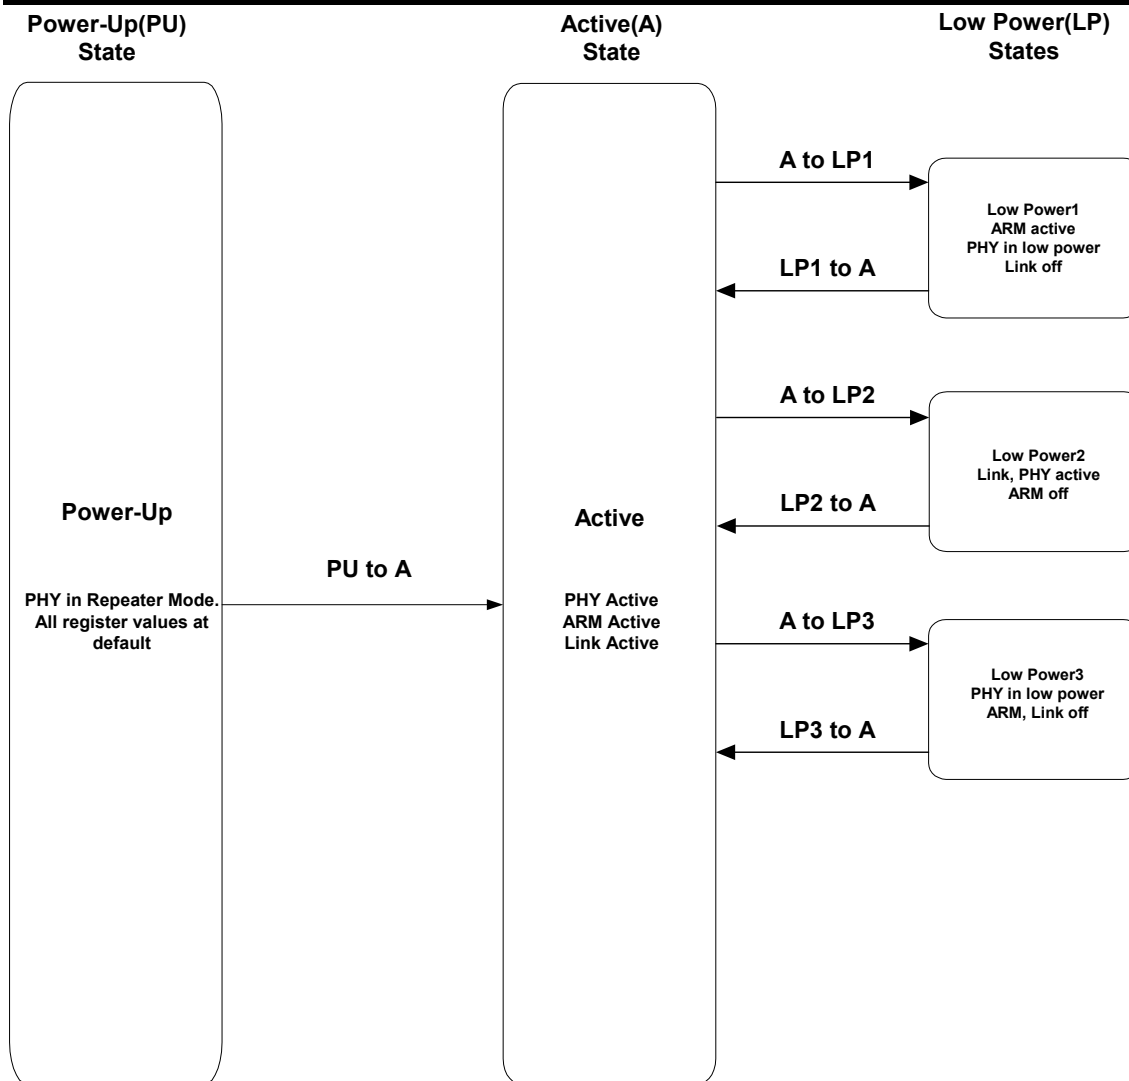 Power-Up(PU)
State
Active(A)
State
Low Power(LP)
States
A to LP1
Low Power1
ARM active
PHY in low power
Link off
LP1 to A
A to LP2
Low Power2
Link, PHY active
ARM off
LP2 to A
Power-Up
PHY in Repeater Mode.
All register values at
default
PU to A
Active
PHY Active
ARM Active
Link Active
A to LP3
Low Power3
PHY in low power
ARM, Link off
LP3 to A